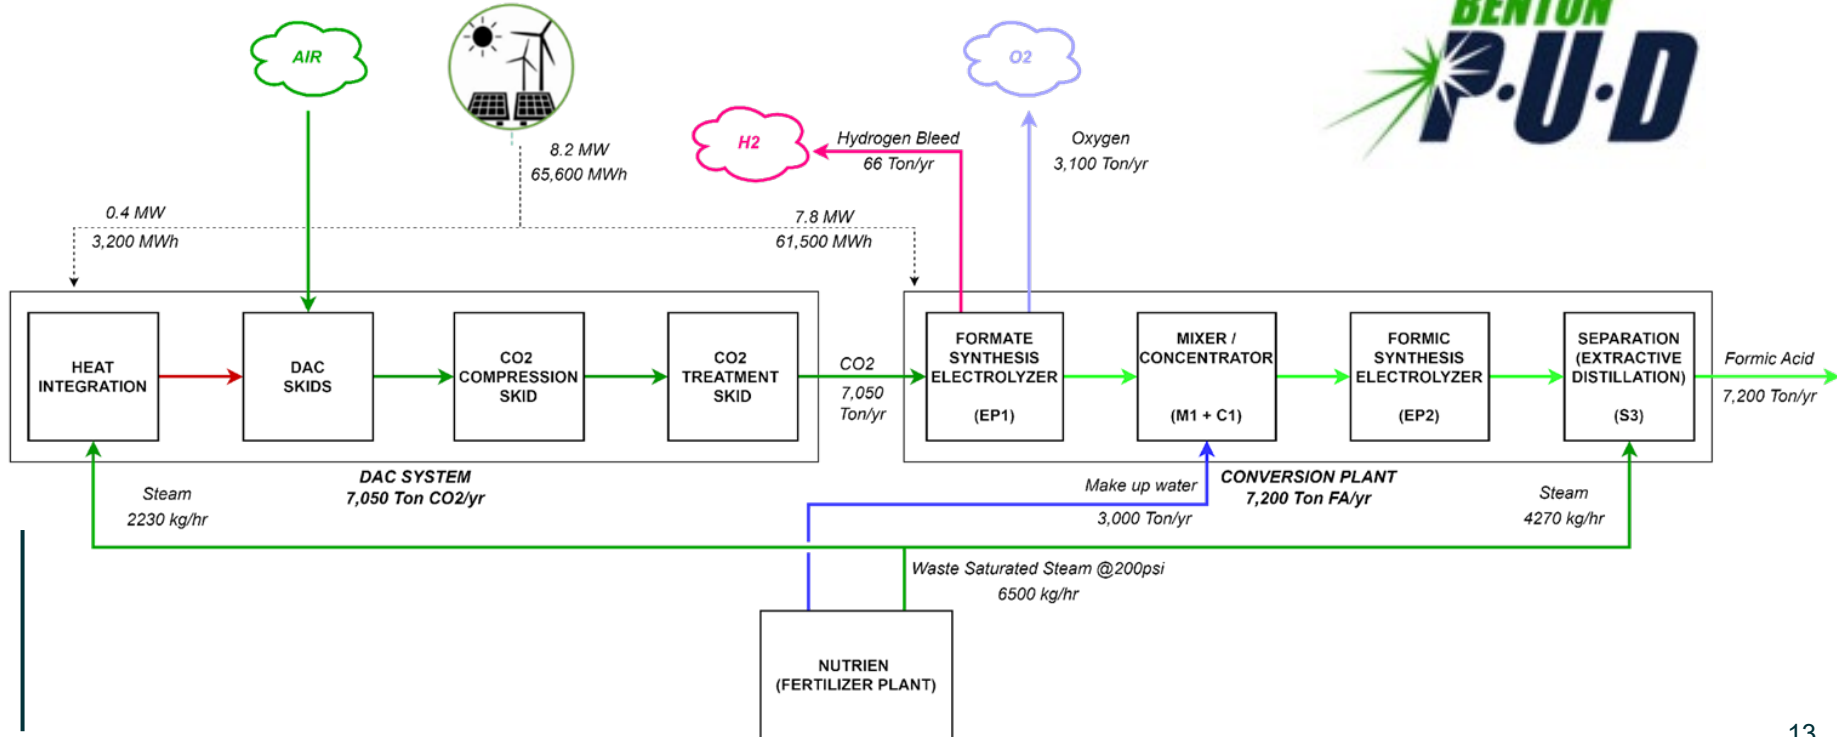 BENTON
P·U·D
AIR
O2
H2
Hydrogen Bleed
66 Ton/yr
Oxygen
3,100 Ton/yr
8.2 MW
65,600 MWh
0.4 MW
3,200 MWh
7.8 MW
61,500 MWh
HEAT
INTEGRATION
DAC
SKIDS
CO2
COMPRESSION
SKID
CO2
TREATMENT
SKID
CO2
7,050
Ton/yr
FORMATE
SYNTHESIS
ELECTROLYZER
(EP1)
MIXER /
CONCENTRATOR
(M1 + C1)
FORMIC
SYNTHESIS
ELECTROLYZER
(EP2)
SEPARATION
(EXTRACTIVE
DISTILLATION)
(S3)
Formic Acid
7,200 Ton/yr
DAC SYSTEM
7,050 Ton CO2/yr
CONVERSION PLANT
7,200 Ton FA/yr
Steam
2230 kg/hr
Make up water
3,000 Ton/yr
Steam
4270 kg/hr
Waste Saturated Steam @200psi
6500 kg/hr
NUTRIEN
(FERTILIZER PLANT)
13